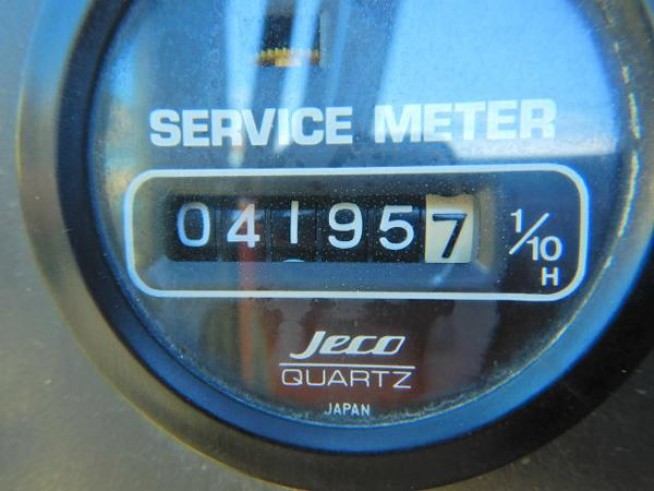 SERVICE METER
041957 1/10
H
Jeco
QUARTZ
JAPAN